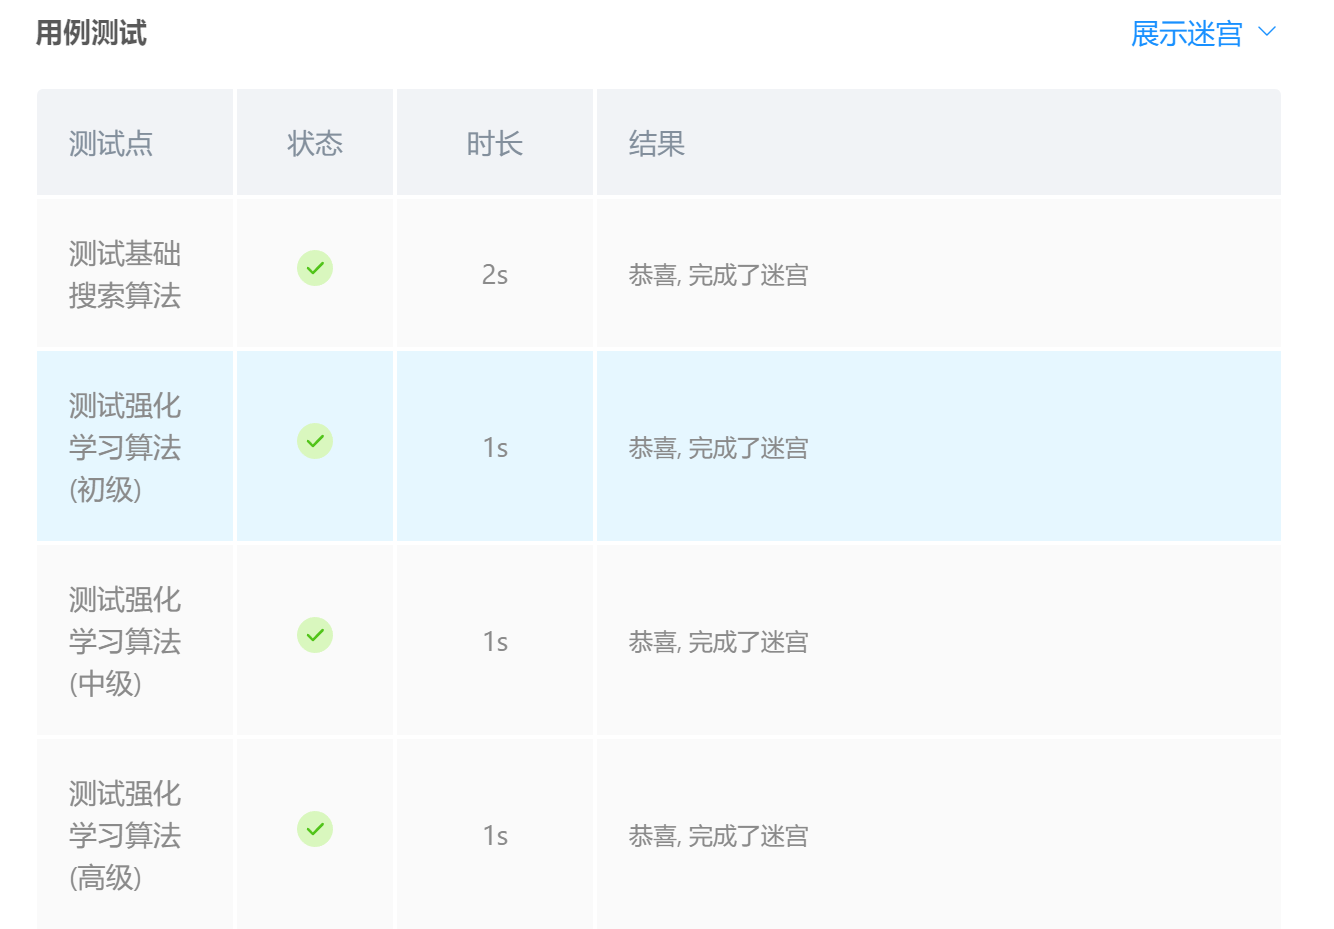 用例测试
展示迷宫
测试点
状态
时长
结果
测试基础
搜索算法
2s
恭喜, 完成了迷宫
测试强化
学习算法
(初级)
1s
恭喜, 完成了迷宫
测试强化
学习算法
(中级)
1s
恭喜, 完成了迷宫
测试强化
学习算法
(高级)
1s
恭喜, 完成了迷宫